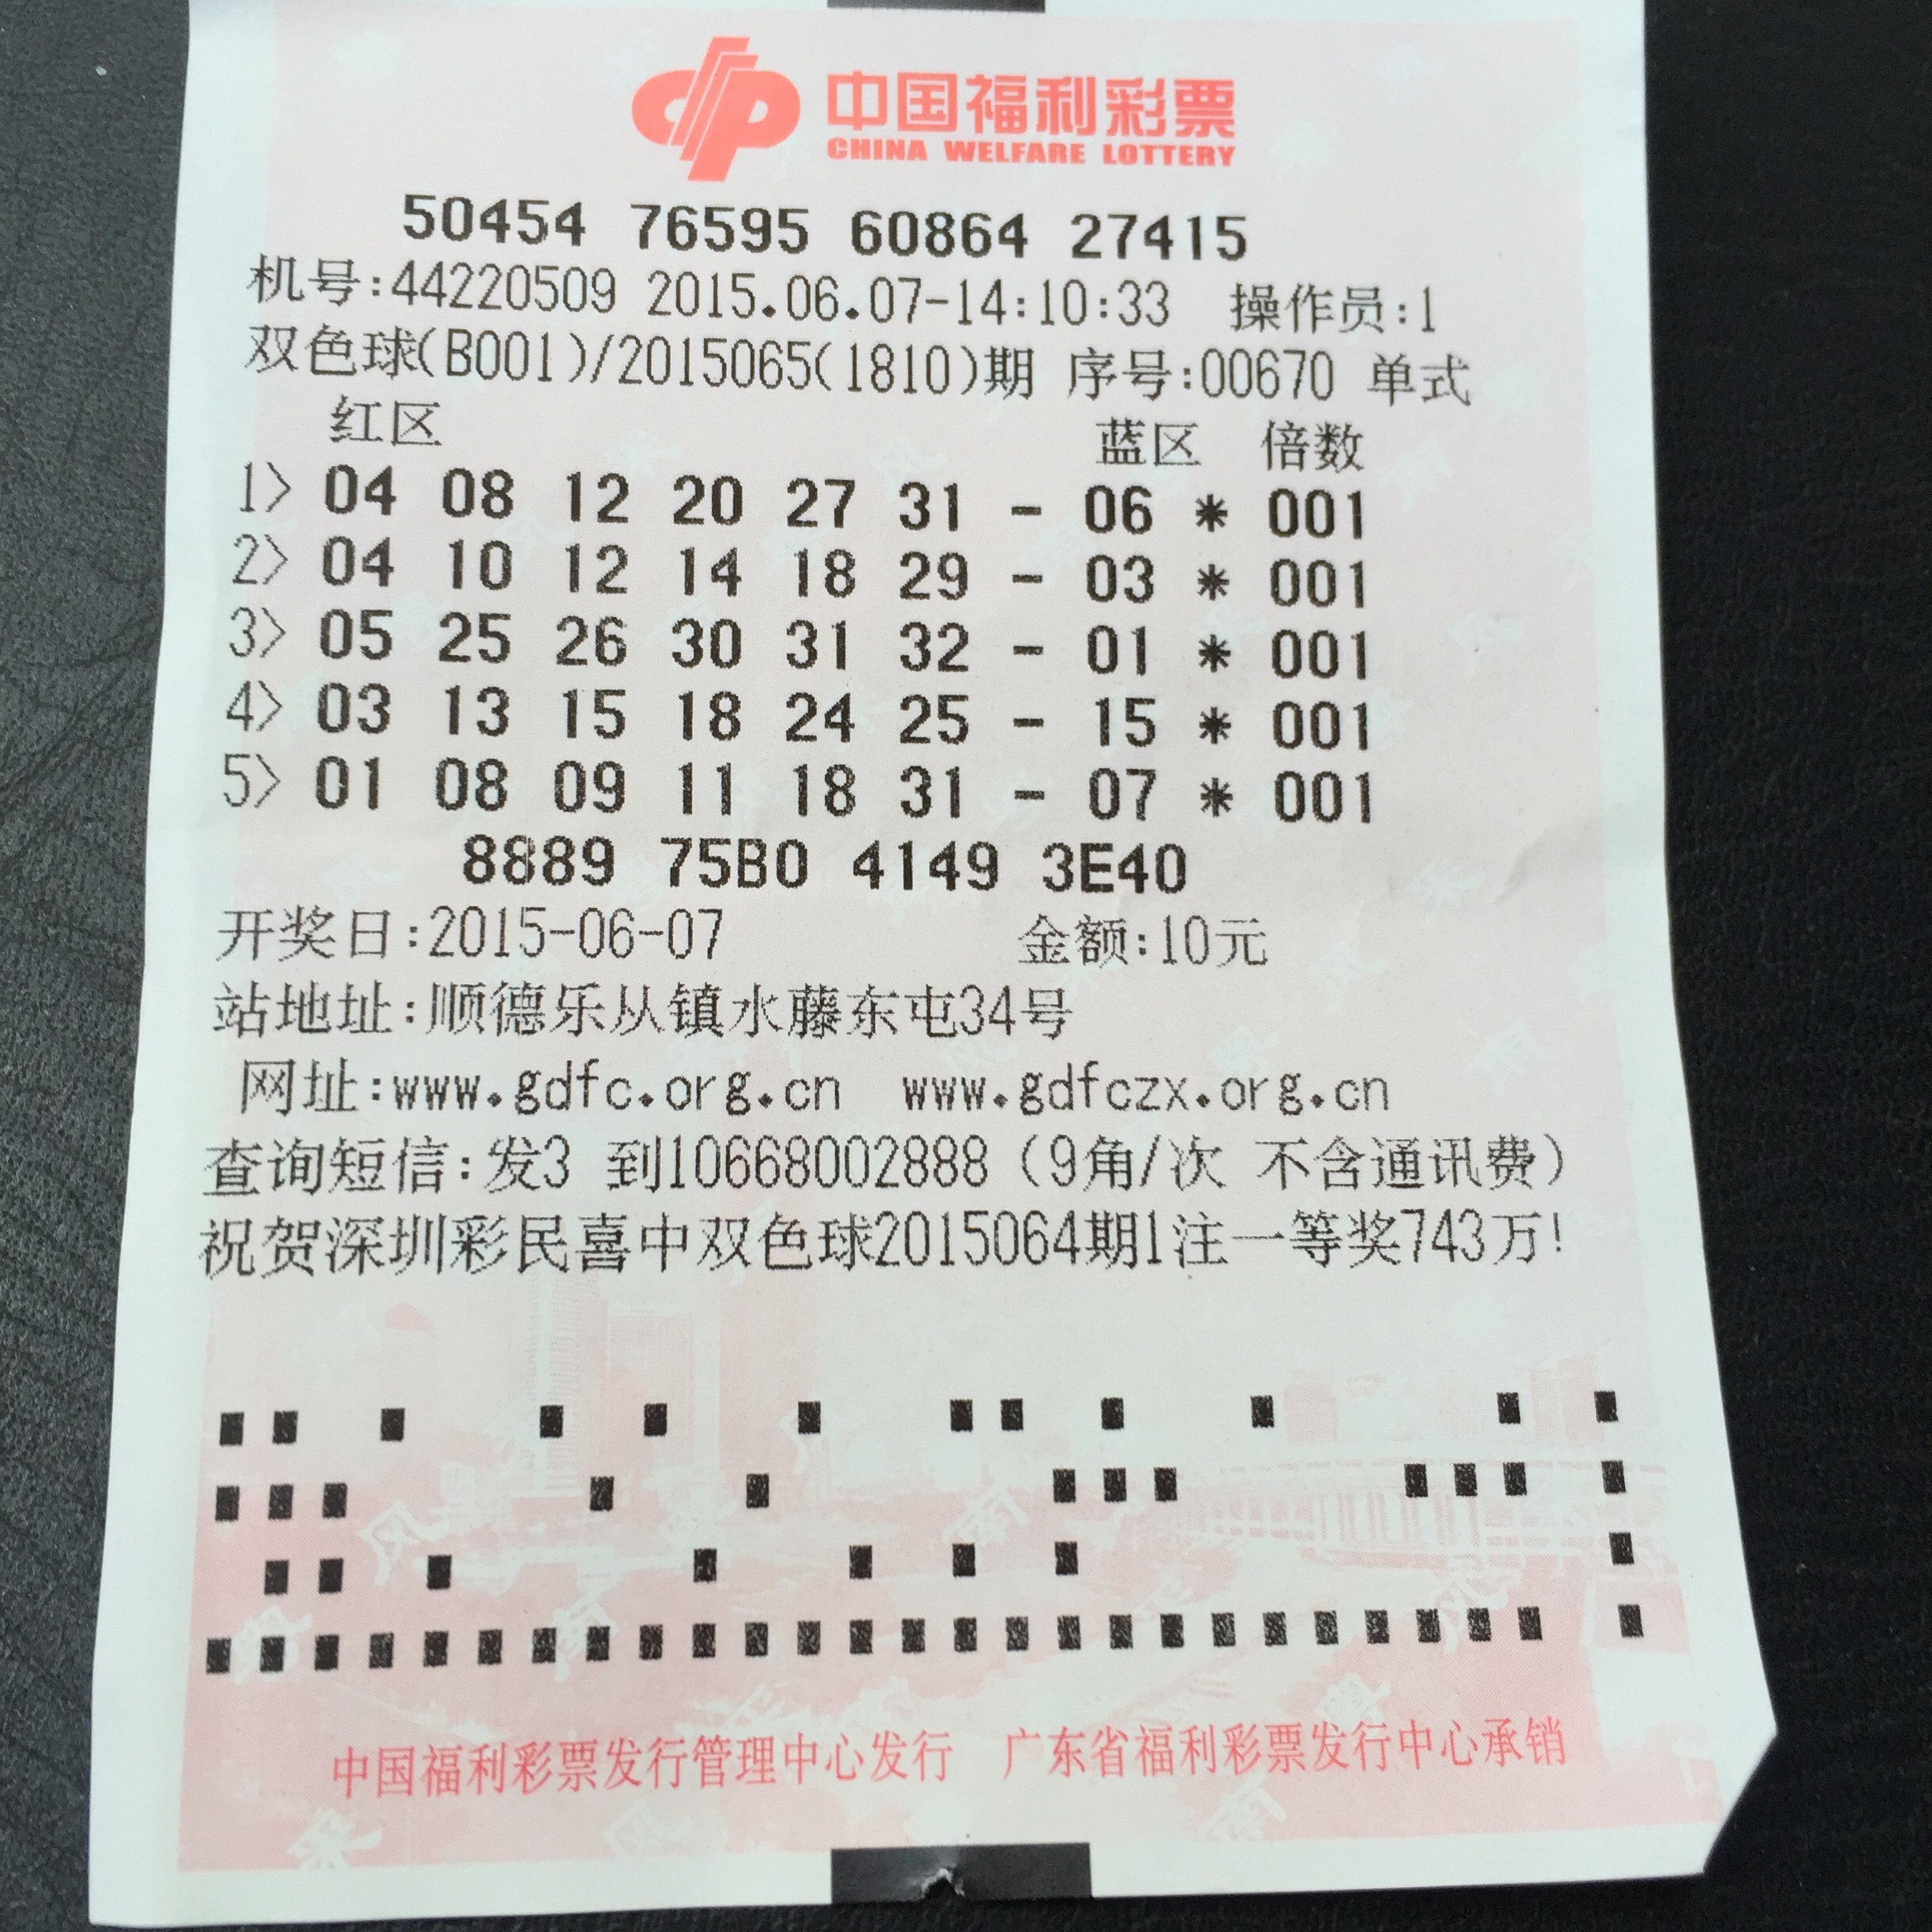 中国福利彩票
CHINA WELFARE LOTTERY
50454 76595 60864 27415
机号:44220509 2015.06.07-14:10:33 操作员:1
双色球(B001)/2015065(1810)期 序号:00670 单式
红区 蓝区 倍数
1> 04 08 12 20 27 31 - 06 * 001
2> 04 10 12 14 18 29 - 03 * 001
3> 05 25 26 30 31 32 - 01 * 001
4> 03 13 15 18 24 25 - 15 * 001
5> 01 08 09 11 18 31 - 07 * 001
8889 75B0 4149 3E40
开奖日:2015-06-07 金额:10元
站地址:顺德乐从镇水藤东屯34号
网址:www.gdfc.org.cn www.gdfczx.org.cn
查询短信:发3 到10668002888（9角/次 不含通讯费）
祝贺深圳彩民喜中双色球2015064期1注一等奖743万!
中国福利彩票发行管理中心发行 广东省福利彩票发行中心承销